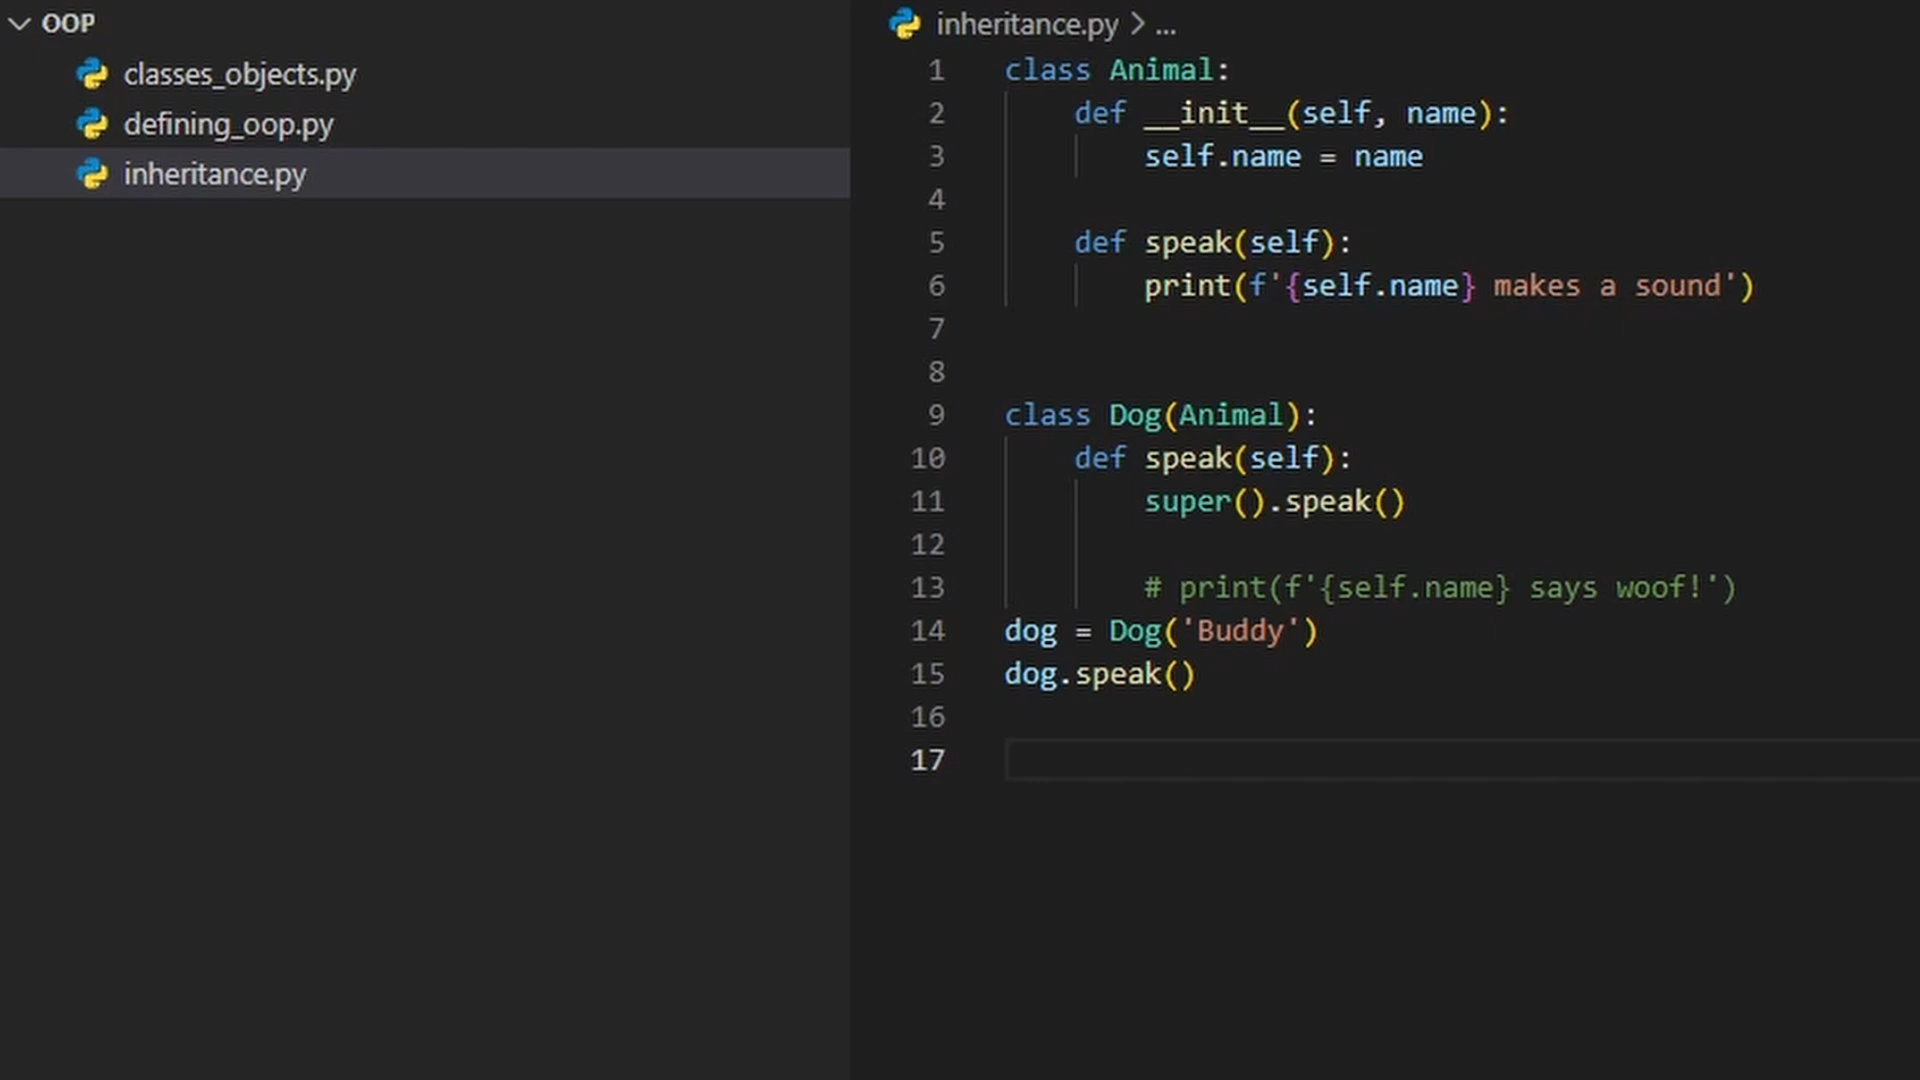 OOP
classes_objects.py
defining_oop.py
inheritance.py
inheritance.py > ...
1 class Animal:
2     def __init__(self, name):
3         self.name = name
4
5     def speak(self):
6         print(f'{self.name} makes a sound')
7
8
9 class Dog(Animal):
10     def speak(self):
11         super().speak()
12
13         # print(f'{self.name} says woof!')
14 dog = Dog('Buddy')
15 dog.speak()
16
17